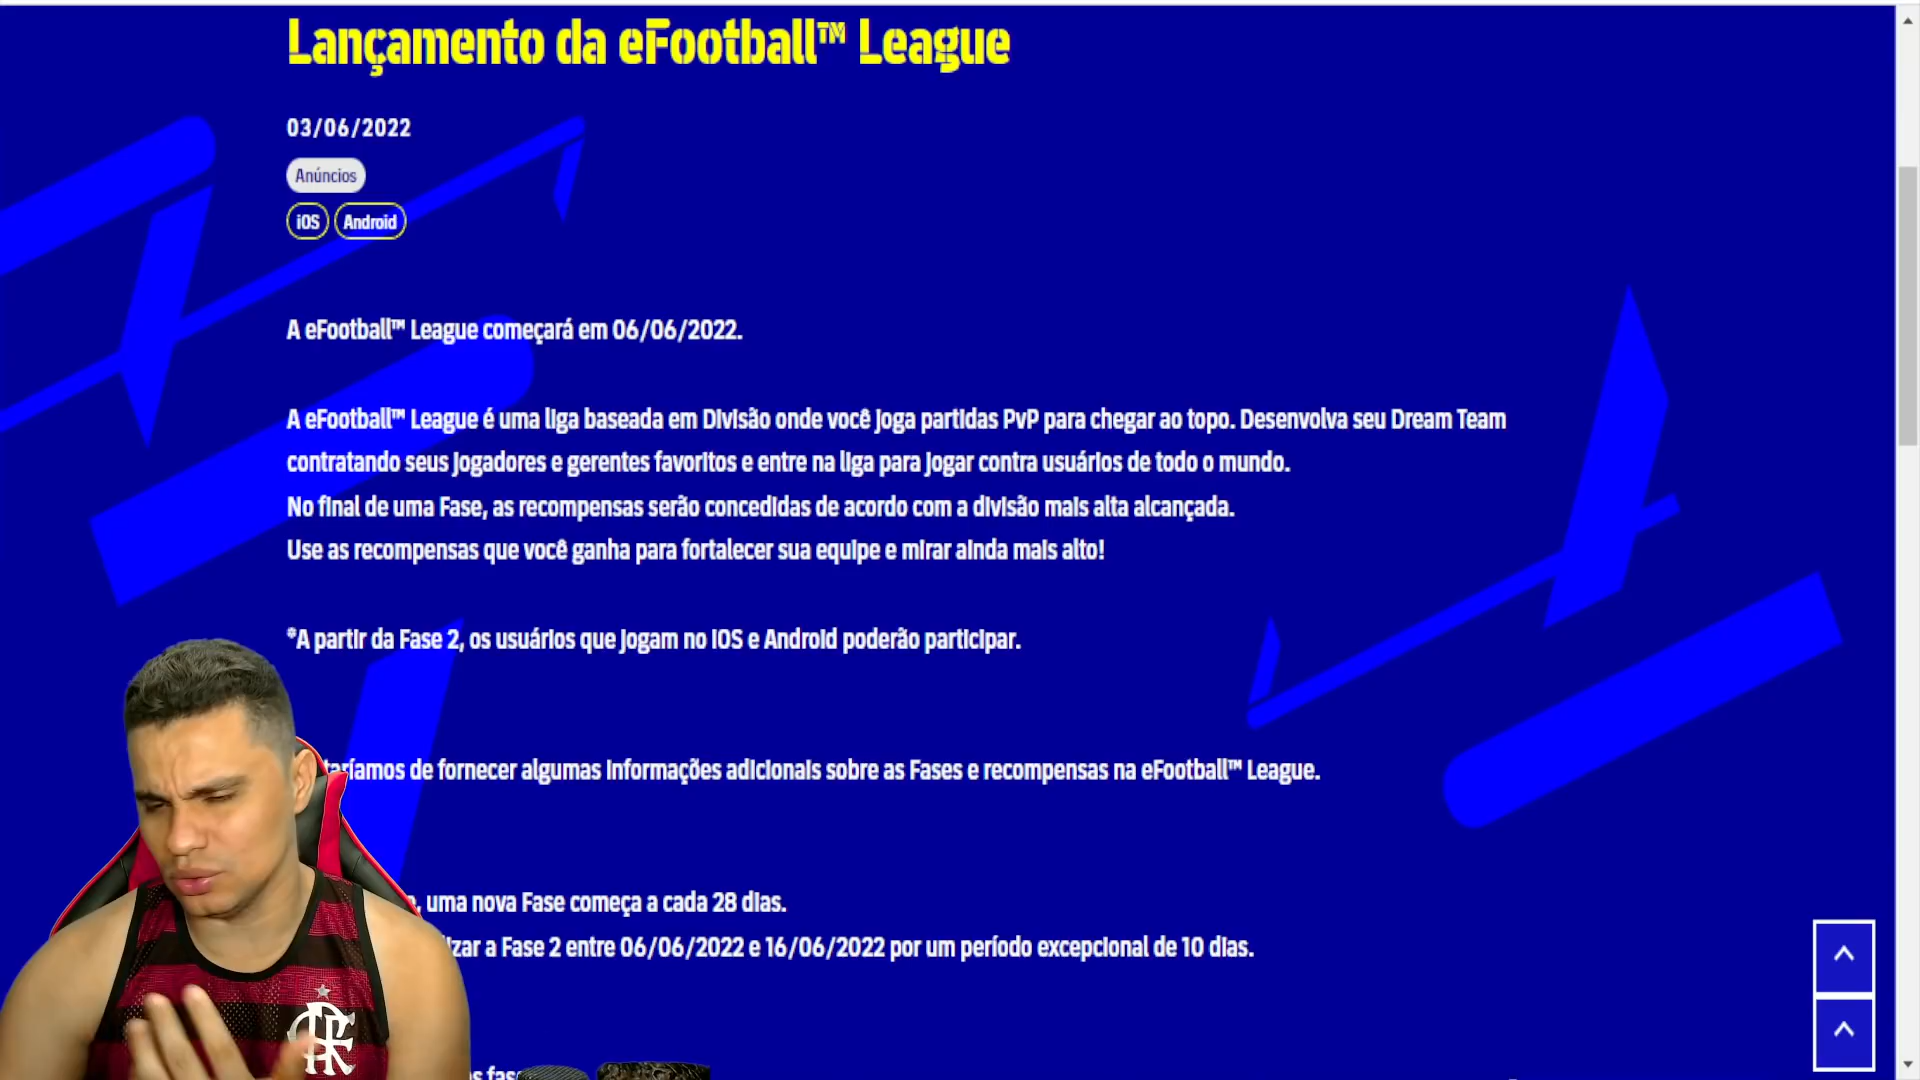 Lançamento da eFootball™ League
03/06/2022
Anúncios
iOS Android
A eFootball™ League começará em 06/06/2022.
A eFootball™ League é uma liga baseada em Divisão onde você joga partidas PvP para chegar ao topo. Desenvolva seu Dream Team
contratando seus jogadores e gerentes favoritos e entre na liga para jogar contra usuários de todo o mundo.
No final de uma Fase, as recompensas serão concedidas de acordo com a divisão mais alta alcançada.
Use as recompensas que você ganha para fortalecer sua equipe e mirar ainda mais alto!
*A partir da Fase 2, os usuários que jogam no iOS e Android poderão participar.
taríamos de fornecer algumas informações adicionais sobre as Fases e recompensas na eFootball™ League.
, uma nova Fase começa a cada 28 dias.
izar a Fase 2 entre 06/06/2022 e 16/06/2022 por um período excepcional de 10 dias.